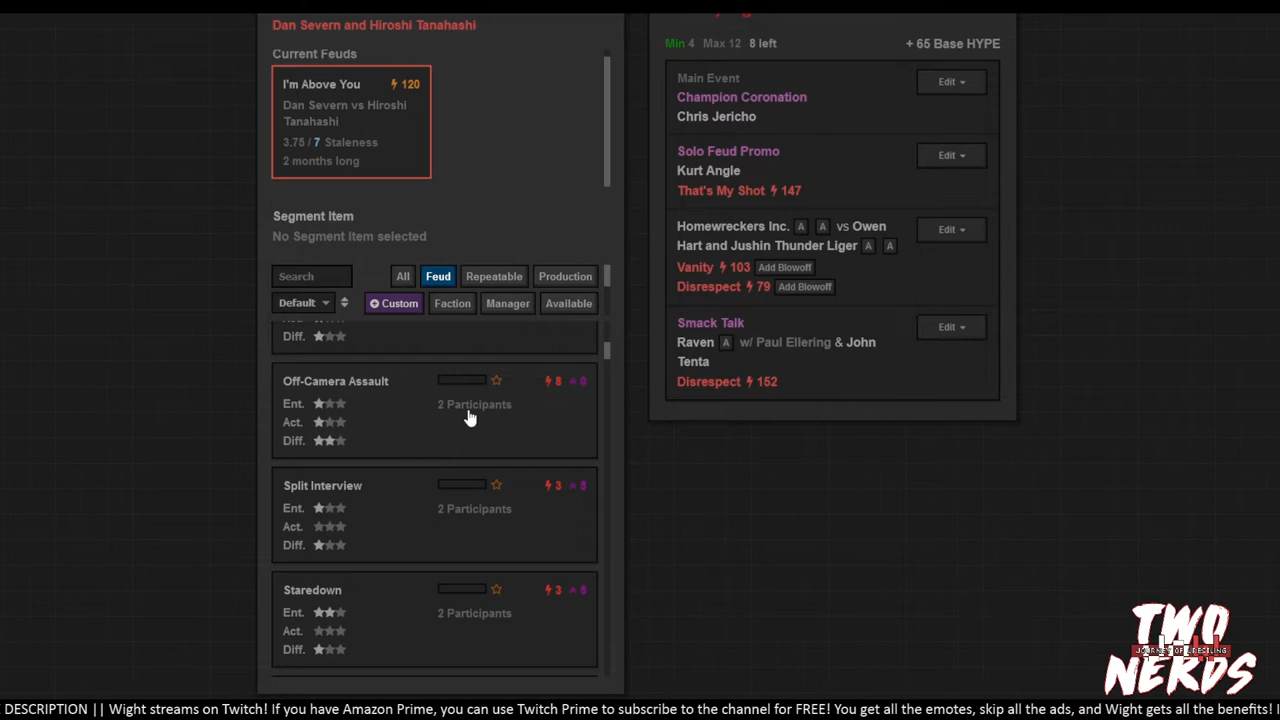 Dan Severn and Hiroshi Tanahashi
Current Feuds
I'm Above You 120
Dan Severn vs Hiroshi
Tanahashi
3.75 / 7 Staleness
2 months long
Segment Item
No Segment Item selected
Search All Feud Repeatable Production
Default Custom Faction Manager Available
Diff.
Off-Camera Assault 8 0
Ent. 2 Participants
Act.
Diff.
Split Interview 3 5
Ent. 2 Participants
Act.
Diff.
Staredown 3 5
Ent. 2 Participants
Act.
Diff.
Min 4 Max 12 8 left + 65 Base HYPE
Main Event Edit
Champion Coronation
Chris Jericho
Solo Feud Promo Edit
Kurt Angle
That's My Shot 147
Homewreckers Inc. A A vs Owen Edit
Hart and Jushin Thunder Liger A A
Vanity 103 Add Blowoff
Disrespect 79 Add Blowoff
Smack Talk Edit
Raven A w/ Paul Ellering & John
Tenta
Disrespect 152
TWO
JOURNEY OF WRESTLING
NERDS
DESCRIPTION || Wight streams on Twitch! If you have Amazon Prime, you can use Twitch Prime to subscribe to the channel for FREE! You get all the emotes, skip all the ads, and Wight gets all the benefits!